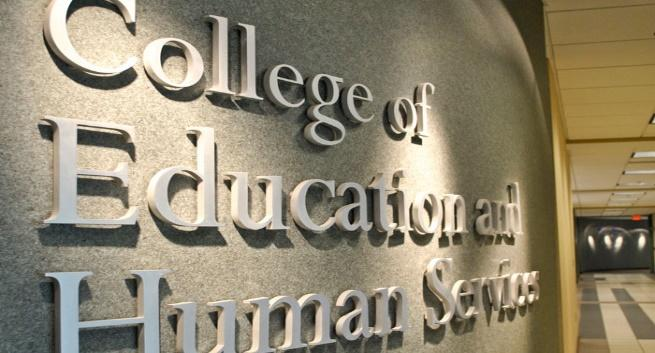 College of
Education and
Human Services